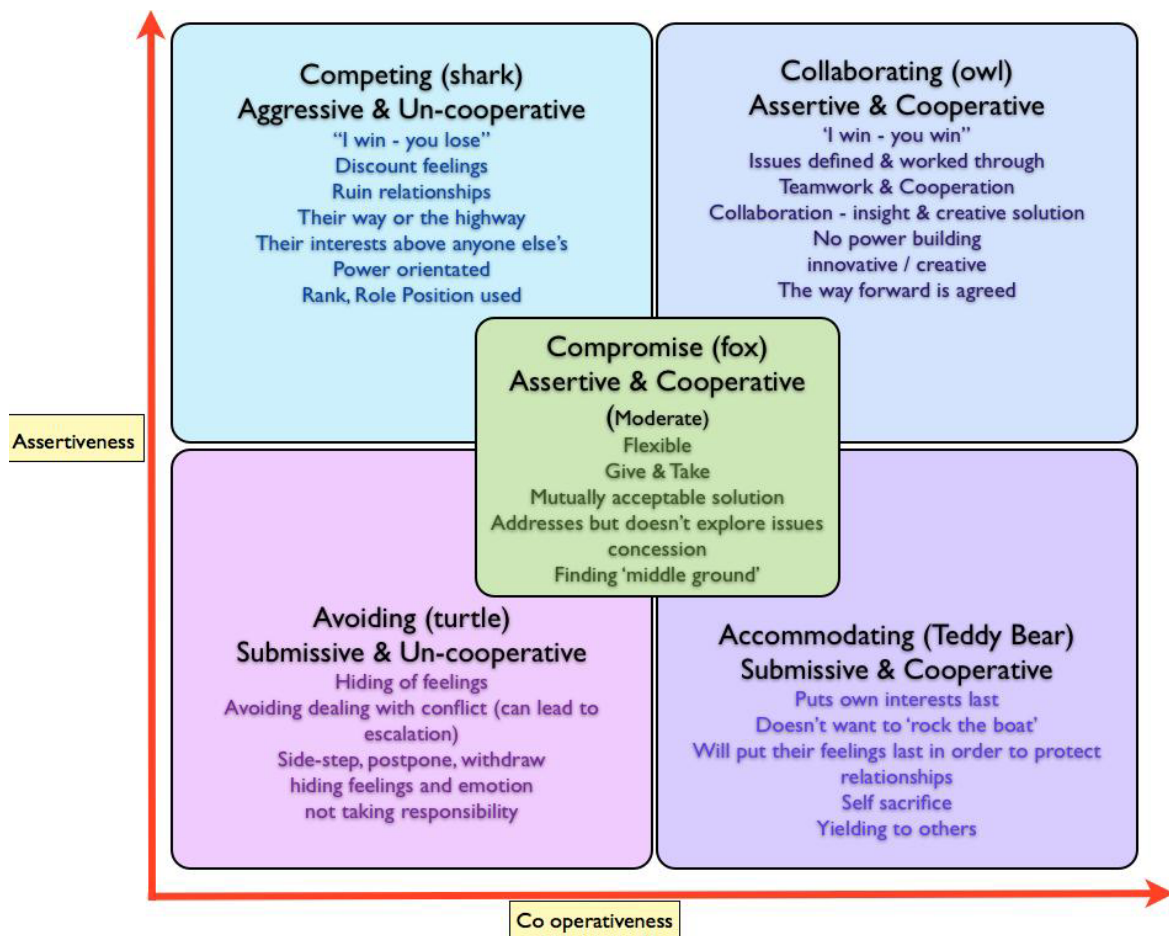 Competing (shark)
Aggressive & Un-cooperative
“I win - you lose”
Discount feelings
Ruin relationships
Their way or the highway
Their interests above anyone else’s
Power orientated
Rank, Role Position used
Collaborating (owl)
Assertive & Cooperative
‘I win - you win”
Issues defined & worked through
Teamwork & Cooperation
Collaboration - insight & creative solution
No power building
innovative / creative
The way forward is agreed
Compromise (fox)
Assertive & Cooperative
(Moderate)
Flexible
Give & Take
Mutually acceptable solution
Addresses but doesn’t explore issues
concession
Finding ‘middle ground’
Assertiveness
Avoiding (turtle)
Submissive & Un-cooperative
Hiding of feelings
Avoiding dealing with conflict (can lead to
escalation)
Side-step, postpone, withdraw
hiding feelings and emotion
not taking responsibility
Accommodating (Teddy Bear)
Submissive & Cooperative
Puts own interests last
Doesn’t want to ‘rock the boat’
Will put their feelings last in order to protect
relationships
Self sacrifice
Yielding to others
Co operativeness